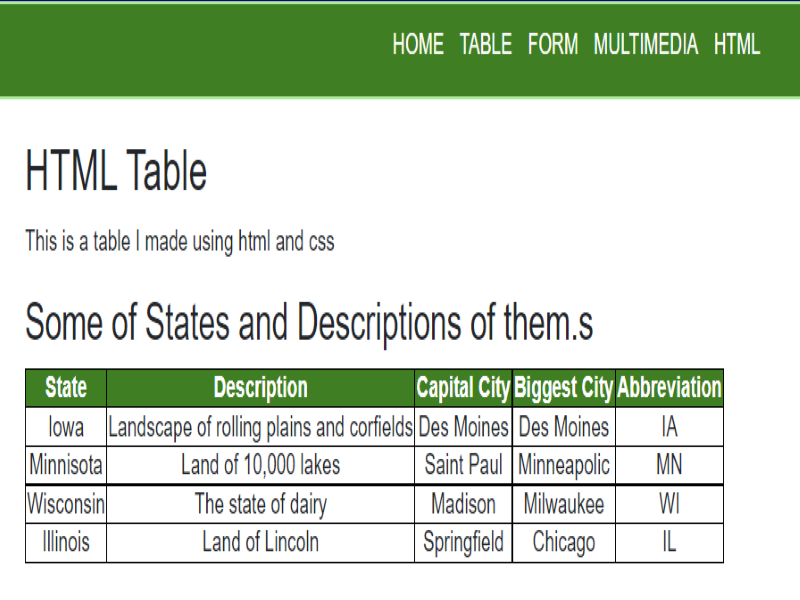 HOME TABLE FORM MULTIMEDIA HTML
HTML Table
This is a table I made using html and css
Some of States and Descriptions of them.s
State Description Capital City Biggest City Abbreviation
Iowa Landscape of rolling plains and corfields Des Moines Des Moines IA
Minnisota Land of 10,000 lakes Saint Paul Minneapolic MN
Wisconsin The state of dairy Madison Milwaukee WI
Illinois Land of Lincoln Springfield Chicago IL